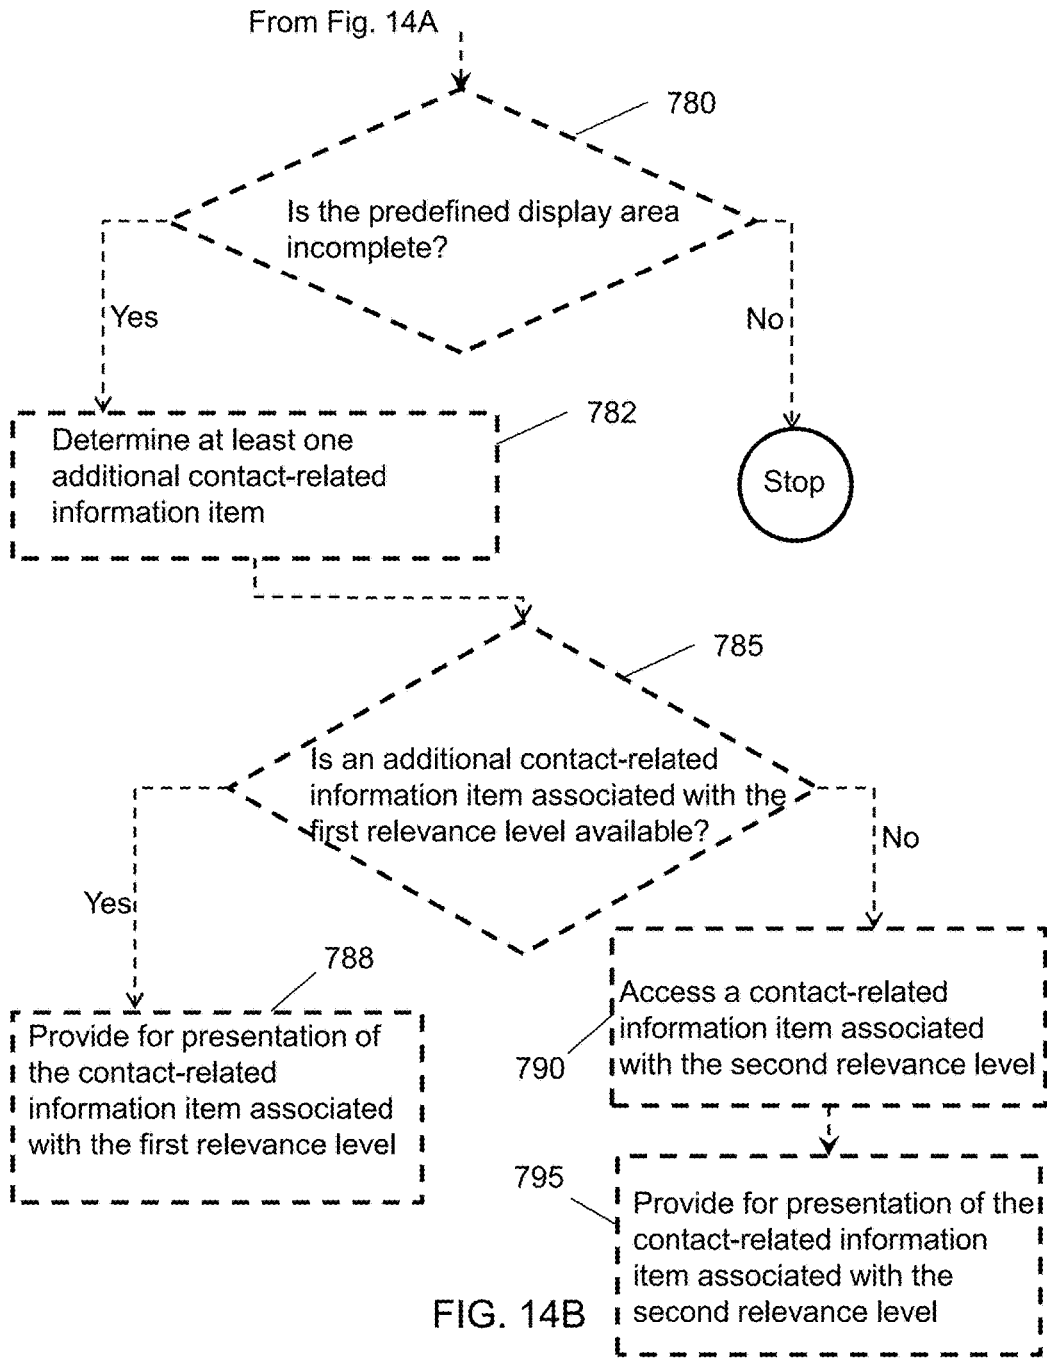 From Fig. 14A
780
Is the predefined display area
incomplete?
Yes
No
782
Determine at least one
additional contact-related
information item
Stop
785
Is an additional contact-related
information item associated with the
first relevance level available?
No
Yes
788
Provide for presentation of
the contact-related
information item associated
with the first relevance level
Access a contact-related
information item associated
with the second relevance level
790
795
Provide for presentation of the
contact-related information
item associated with the
second relevance level
FIG. 14B